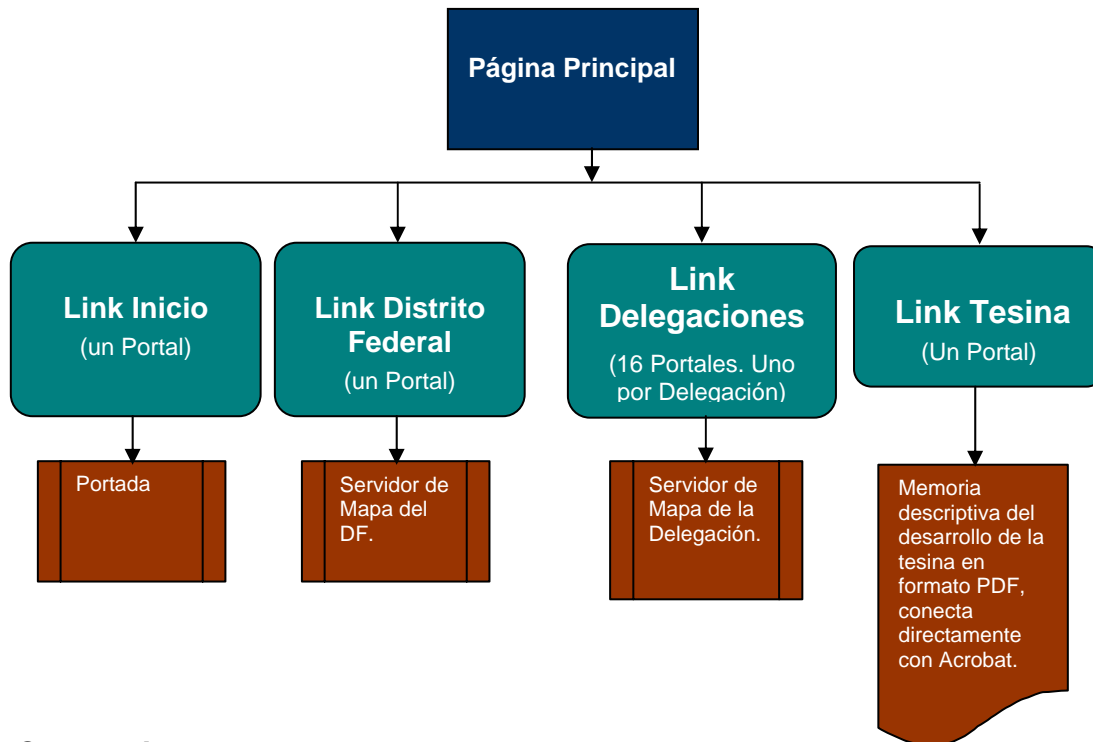 Página Principal
Link Inicio
(un Portal)
Link Distrito
Federal
(un Portal)
Link
Delegaciones
(16 Portales. Uno
por Delegación)
Link Tesina
(Un Portal)
Portada
Servidor de
Mapa del
DF.
Servidor de
Mapa de la
Delegación.
Memoria
descriptiva del
desarrollo de la
tesina en
formato PDF,
conecta
directamente
con Acrobat.